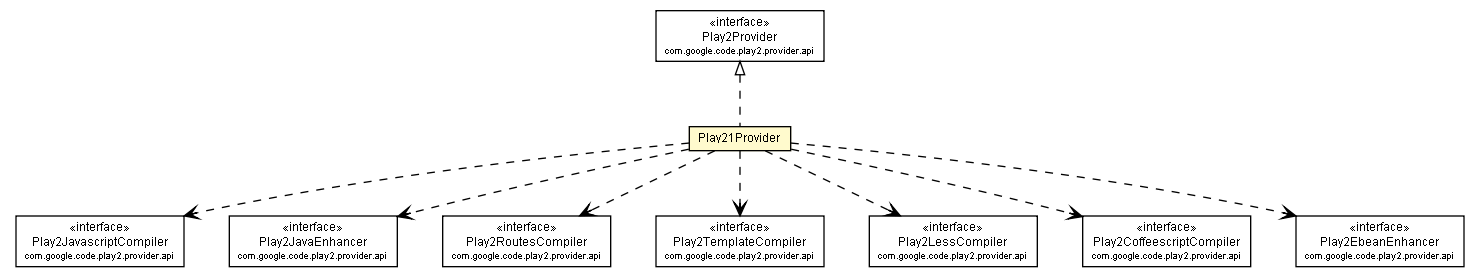 «interface»
Play2Provider
com.google.code.play2.provider.api
Play21Provider
«interface»
Play2JavascriptCompiler
com.google.code.play2.provider.api
«interface»
Play2JavaEnhancer
com.google.code.play2.provider.api
«interface»
Play2RoutesCompiler
com.google.code.play2.provider.api
«interface»
Play2TemplateCompiler
com.google.code.play2.provider.api
«interface»
Play2LessCompiler
com.google.code.play2.provider.api
«interface»
Play2CoffeescriptCompiler
com.google.code.play2.provider.api
«interface»
Play2EbeanEnhancer
com.google.code.play2.provider.api